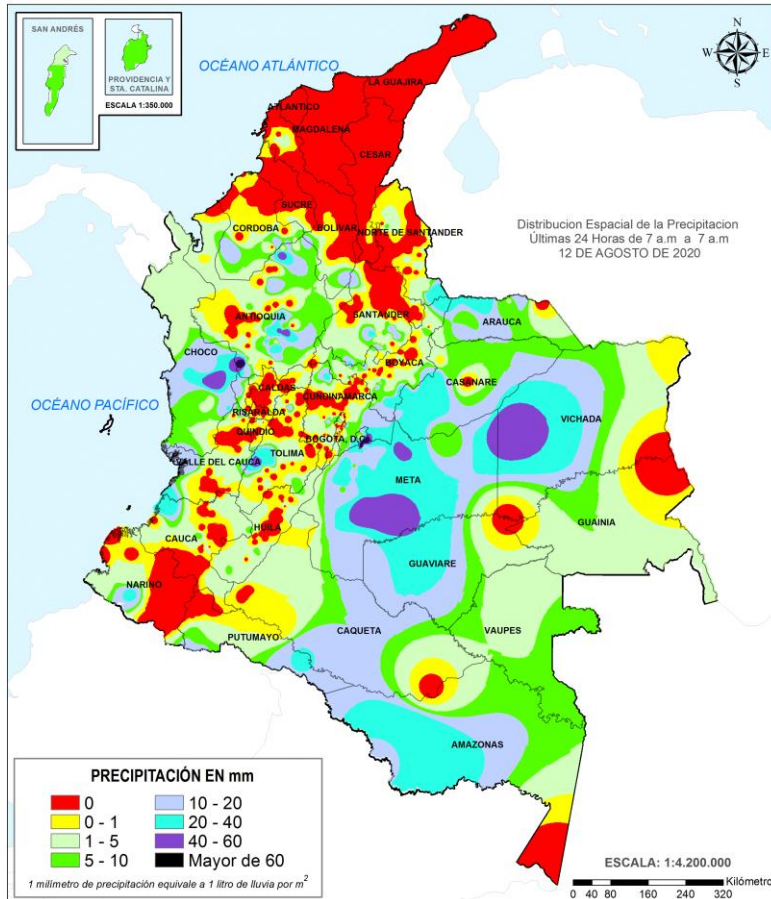 SAN ANDRÉS
PROVIDENCIA Y
STA. CATALINA
ESCALA 1:350.000
OCÉANO ATLÁNTICO
N
W
E
S
LA GUAJIRA
ATLANTICO
MAGDALENA
CESAR
SUCRE
CORDOBA
BOLIVAR
NORTE DE SANTANDER
Distribucion Espacial de la Precipitacion
Últimas 24 Horas de 7 a.m a 7 a.m
12 DE AGOSTO DE 2020
ANTIOQUIA
SANTANDER
ARAUCA
CHOCO
BOYACA
CASANARE
CALDAS
CUNDINAMARCA
OCÉANO PACÍFICO
RISARALDA
VICHADA
QUINDIO
BOGOTA, D.C.
TOLIMA
VALLE DEL CAUCA
META
GUAINIA
HUILA
CAUCA
GUAVIARE
NARIÑO
CAQUETA
VAUPES
PUTUMAYO
AMAZONAS
PRECIPITACIÓN EN mm
0
10 - 20
0 - 1
20 - 40
1 - 5
40 - 60
5 - 10
Mayor de 60
1 milímetro de precipitación equivale a 1 litro de lluvia por m²
ESCALA: 1:4.200.000
Kilómetro
0 40 80 160 240 320